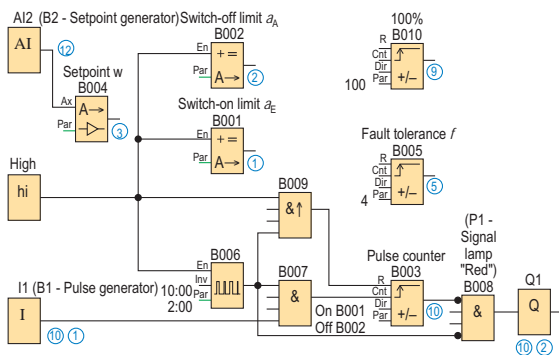 AI2 (B2 - Setpoint generator)
AI
12
Setpoint w
B004
Ax
Par
A→
3
Switch-off limit aA
B002
En
Par
+ =
A→
2
Switch-on limit aE
B001
En
Par
+ =
A→
1
100%
B010
R
Cnt
Dir
Par
100
+/–
9
Fault tolerance f
B005
R
Cnt
Dir
Par
4
+/–
5
High
hi
B009
&↑
B006
En
Inv
Par
10:00
2:00
I1 (B1 - Pulse generator)
I
10 1
B007
&
On B001
Off B002
Pulse counter
B003
R
Cnt
Dir
Par
+/–
10
(P1 -
Signal
lamp
"Red")
B008
&
Q1
Q
10 2